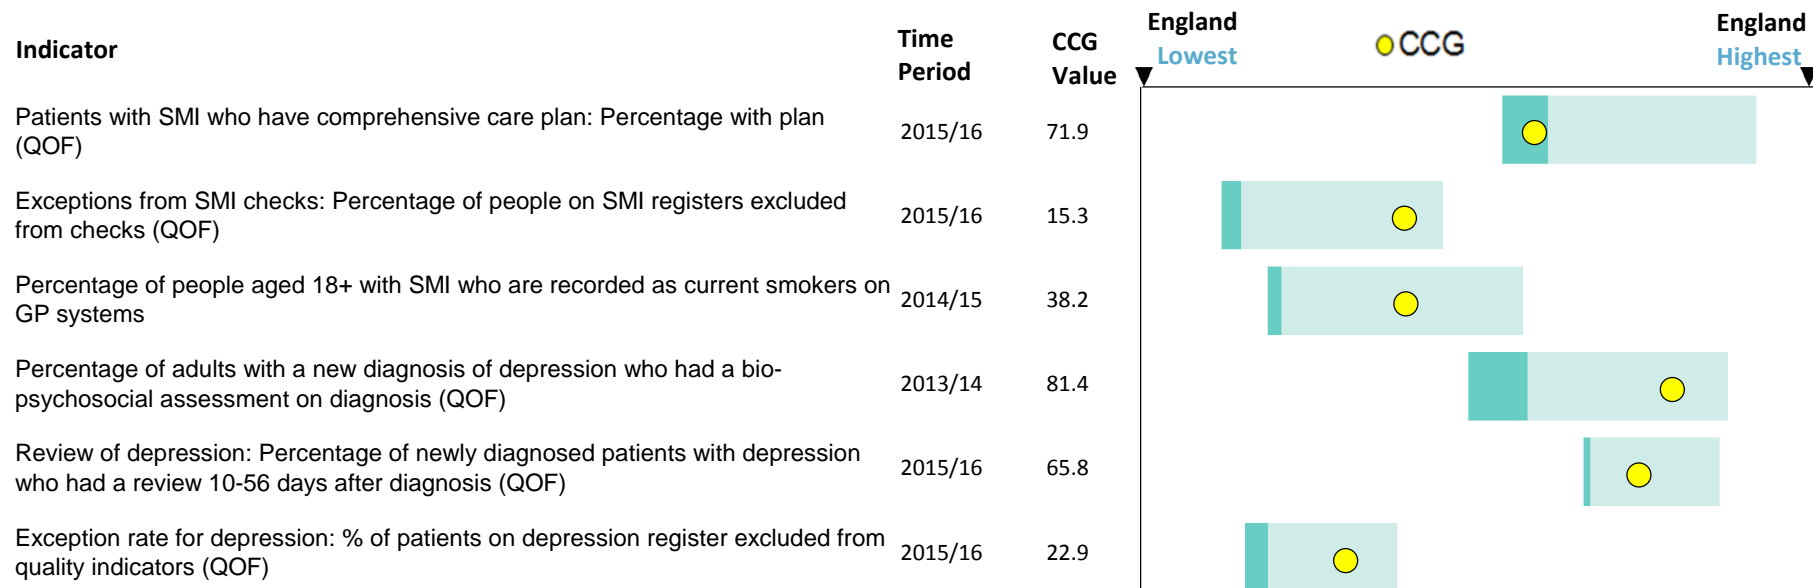 Indicator
Time Period
CCG Value
England Lowest
CCG
England Highest
Patients with SMI who have comprehensive care plan: Percentage with plan
(QOF)
2015/16
71.9
Exceptions from SMI checks: Percentage of people on SMI registers excluded
from checks (QOF)
2015/16
15.3
Percentage of people aged 18+ with SMI who are recorded as current smokers on
GP systems
2014/15
38.2
Percentage of adults with a new diagnosis of depression who had a bio-
psychosocial assessment on diagnosis (QOF)
2013/14
81.4
Review of depression: Percentage of newly diagnosed patients with depression
who had a review 10-56 days after diagnosis (QOF)
2015/16
65.8
Exception rate for depression: % of patients on depression register excluded from
quality indicators (QOF)
2015/16
22.9